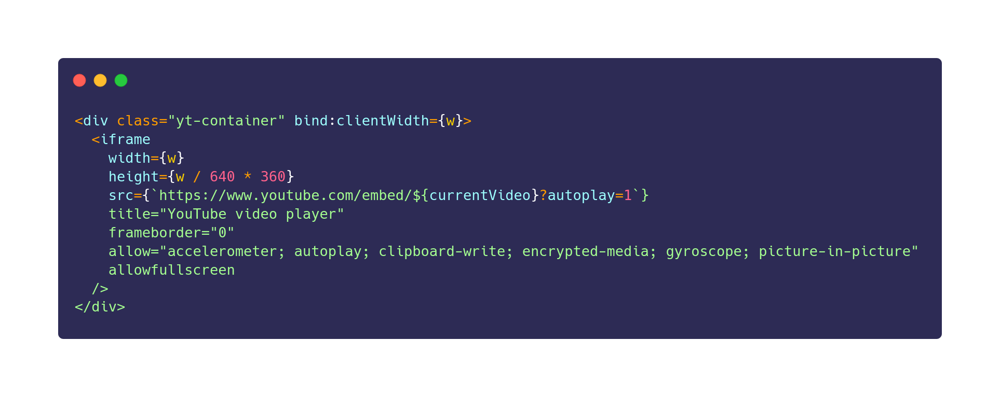 <div class="yt-container" bind:clientWidth={w}>
  <iframe
    width={w}
    height={w / 640 * 360}
    src={`https://www.youtube.com/embed/${currentVideo}?autoplay=1`}
    title="YouTube video player"
    frameborder="0"
    allow="accelerometer; autoplay; clipboard-write; encrypted-media; gyroscope; picture-in-picture"
    allowfullscreen
  />
</div>